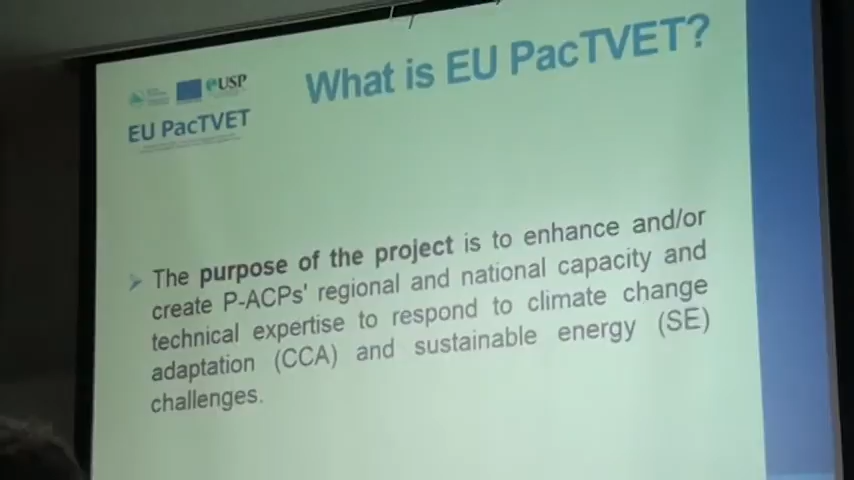 What is EU PacTVET?
USP
EU PacTVET
The purpose of the project is to enhance and/or
create P-ACPs' regional and national capacity and
technical expertise to respond to climate change
adaptation (CCA) and sustainable energy (SE)
challenges.